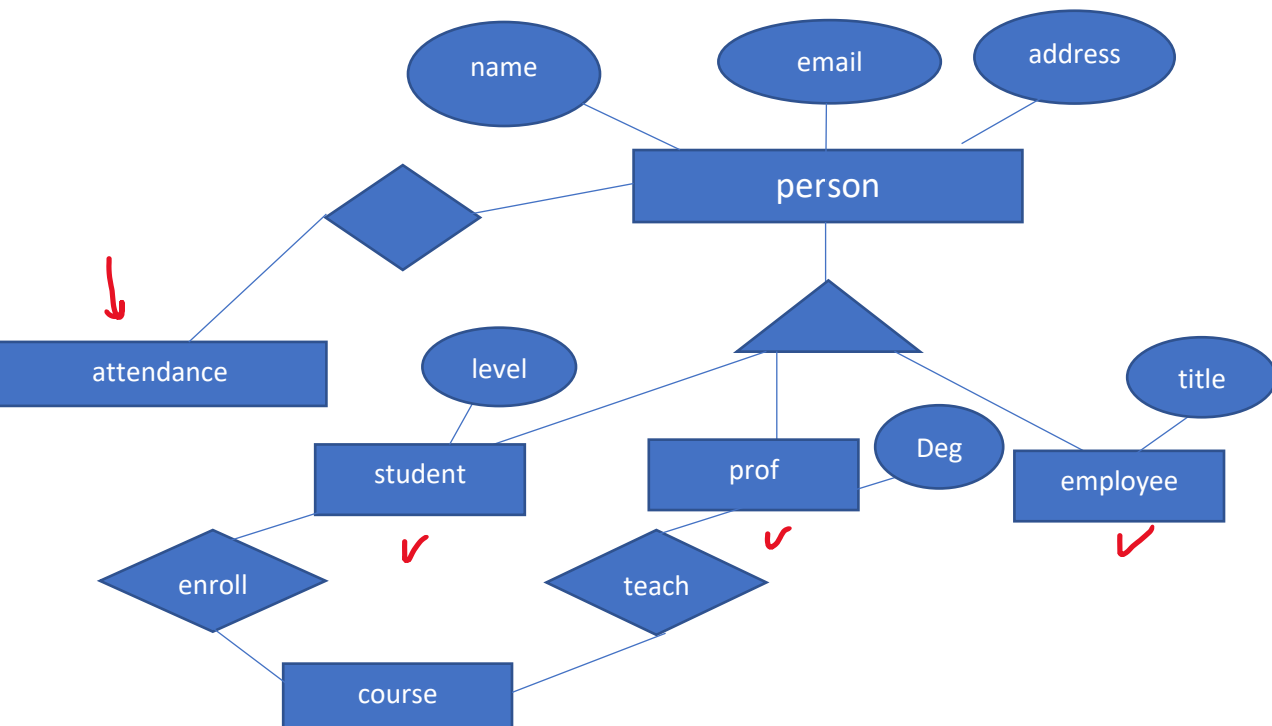 name
email
address
person
attendance
level
title
student
prof
Deg
employee
enroll
teach
course